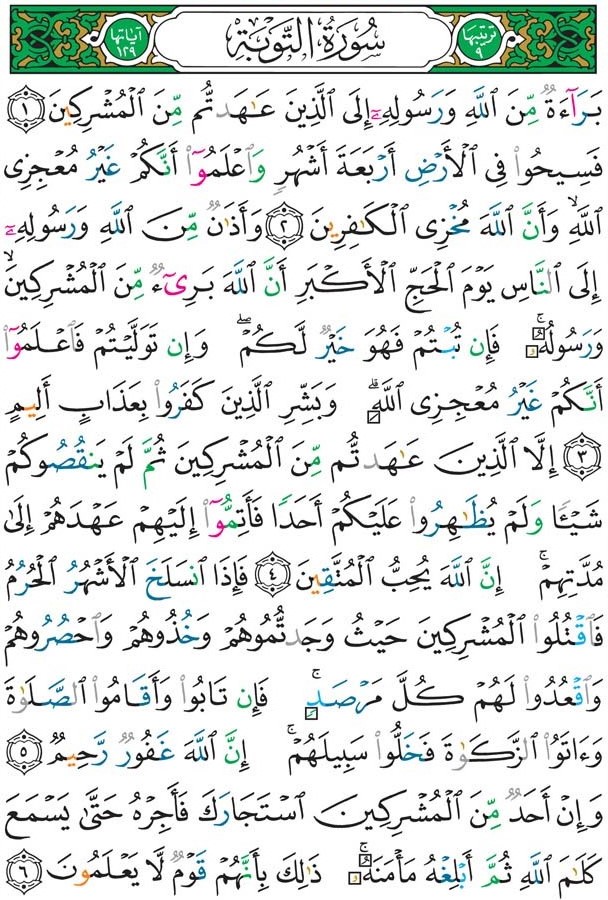 ترتيبها ٩ سُورَةُ التَّوْبَةِ آياتها ١٢٩
بَرَآءَةٌ مِّنَ ٱللَّهِ وَرَسُولِهِۦٓ إِلَى ٱلَّذِينَ عَٰهَدتُّم مِّنَ ٱلْمُشْرِكِينَ ١
فَسِيحُوا۟ فِى ٱلْأَرْضِ أَرْبَعَةَ أَشْهُرٍ وَٱعْلَمُوٓا۟ أَنَّكُمْ غَيْرُ مُعْجِزِى
ٱللَّهِ ۙ وَأَنَّ ٱللَّهَ مُخْزِى ٱلْكَٰفِرِينَ ٢ وَأَذَٰنٌ مِّنَ ٱللَّهِ وَرَسُولِهِۦٓ
إِلَى ٱلنَّاسِ يَوْمَ ٱلْحَجِّ ٱلْأَكْبَرِ أَنَّ ٱللَّهَ بَرِىٓءٌ مِّنَ ٱلْمُشْرِكِينَ ۙ
وَرَسُولُهُۥ ۚ فَإِن تُبْتُمْ فَهُوَ خَيْرٌ لَّكُمْ ۖ وَإِن تَوَلَّيْتُمْ فَٱعْلَمُوٓا۟
أَنَّكُمْ غَيْرُ مُعْجِزِى ٱللَّهِ ۗ وَبَشِّرِ ٱلَّذِينَ كَفَرُوا۟ بِعَذَابٍ أَلِيمٍ
٣ إِلَّا ٱلَّذِينَ عَٰهَدتُّم مِّنَ ٱلْمُشْرِكِينَ ثُمَّ لَمْ يَنقُصُوكُمْ
شَيْـًٔا وَلَمْ يُظَٰهِرُوا۟ عَلَيْكُمْ أَحَدًا فَأَتِمُّوٓا۟ إِلَيْهِمْ عَهْدَهُمْ إِلَىٰ
مُدَّتِهِمْ ۚ إِنَّ ٱللَّهَ يُحِبُّ ٱلْمُتَّقِينَ ٤ فَإِذَا ٱنسَلَخَ ٱلْأَشْهُرُ ٱلْحُرُمُ
فَٱقْتُلُوا۟ ٱلْمُشْرِكِينَ حَيْثُ وَجَدتُّمُوهُمْ وَخُذُوهُمْ وَٱحْصُرُوهُمْ
وَٱقْعُدُوا۟ لَهُمْ كُلَّ مَرْصَدٍ ۚ فَإِن تَابُوا۟ وَأَقَامُوا۟ ٱلصَّلَوٰةَ
وَءَاتَوُا۟ ٱلزَّكَوٰةَ فَخَلُّوا۟ سَبِيلَهُمْ ۚ إِنَّ ٱللَّهَ غَفُورٌ رَّحِيمٌ ٥
وَإِنْ أَحَدٌ مِّنَ ٱلْمُشْرِكِينَ ٱسْتَجَارَكَ فَأَجِرْهُ حَتَّىٰ يَسْمَعَ
كَلَٰمَ ٱللَّهِ ثُمَّ أَبْلِغْهُ مَأْمَنَهُۥ ۚ ذَٰلِكَ بِأَنَّهُمْ قَوْمٌ لَّا يَعْلَمُونَ ٦